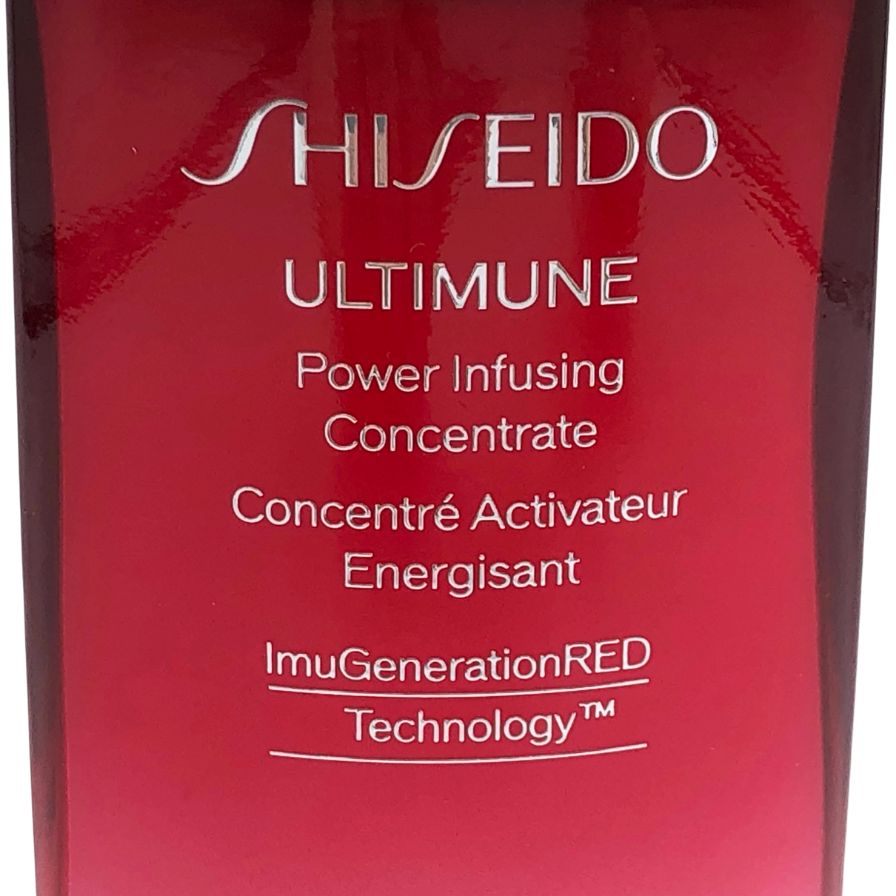 SHISEIDO
ULTIMUNE
Power Infusing
Concentrate
Concentré Activateur
Energisant
ImuGenerationRED
Technology™